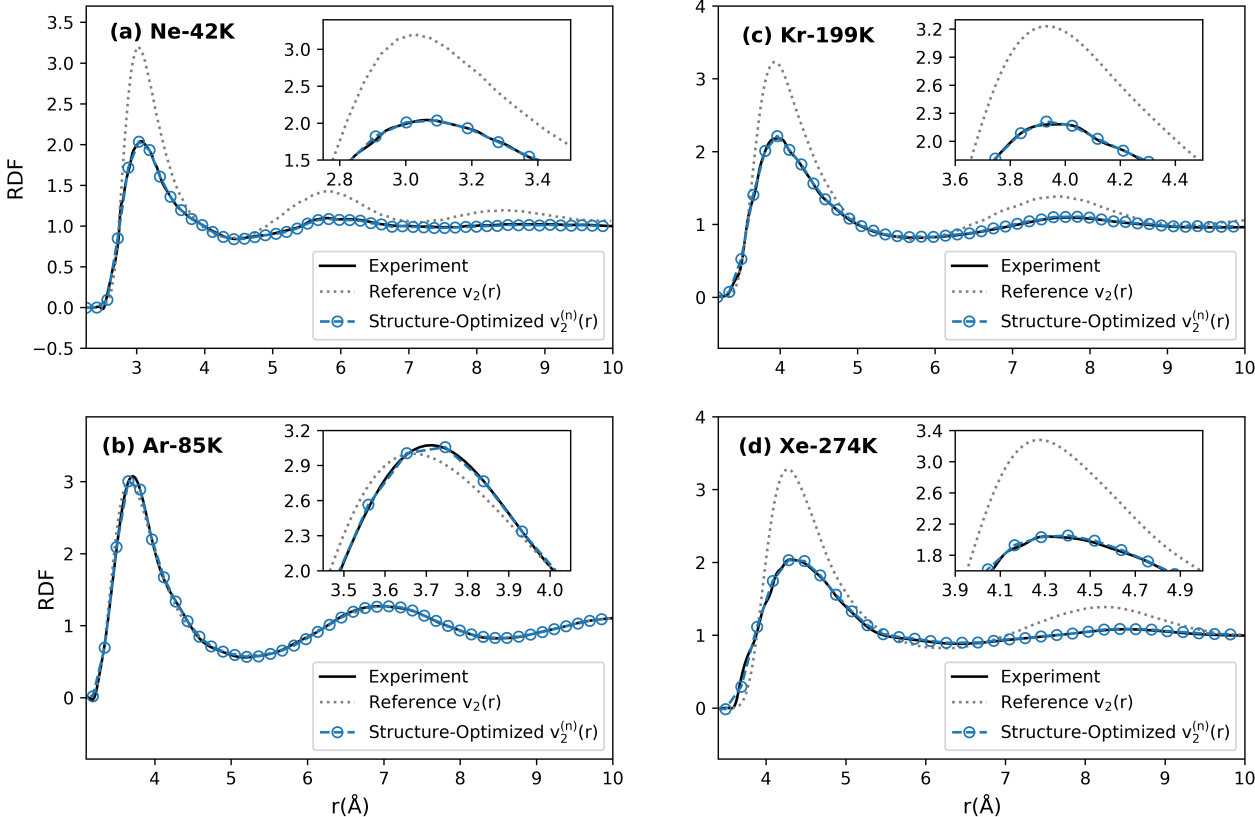 (a) Ne-42K
RDF
3.5
3.0
2.5
2.0
1.5
1.0
0.5
0.0
−0.5
3 4 5 6 7 8 9 10
3.0
2.5
2.0
1.5
2.8 3.0 3.2 3.4
Experiment
Reference v₂(r)
Structure-Optimized v₂⁽ⁿ⁾(r)
(c) Kr-199K
4
3
2
1
0
4 5 6 7 8 9 10
3.2
2.9
2.6
2.3
2.0
3.6 3.8 4.0 4.2 4.4
Experiment
Reference v₂(r)
Structure-Optimized v₂⁽ⁿ⁾(r)
(b) Ar-85K
RDF
3
2
1
0
4 5 6 7 8 9 10
r(Å)
3.2
2.9
2.6
2.3
2.0
3.5 3.6 3.7 3.8 3.9 4.0
Experiment
Reference v₂(r)
Structure-Optimized v₂⁽ⁿ⁾(r)
(d) Xe-274K
4
3
2
1
0
4 5 6 7 8 9 10
r(Å)
3.4
3.0
2.6
2.2
1.8
3.9 4.1 4.3 4.5 4.7 4.9
Experiment
Reference v₂(r)
Structure-Optimized v₂⁽ⁿ⁾(r)